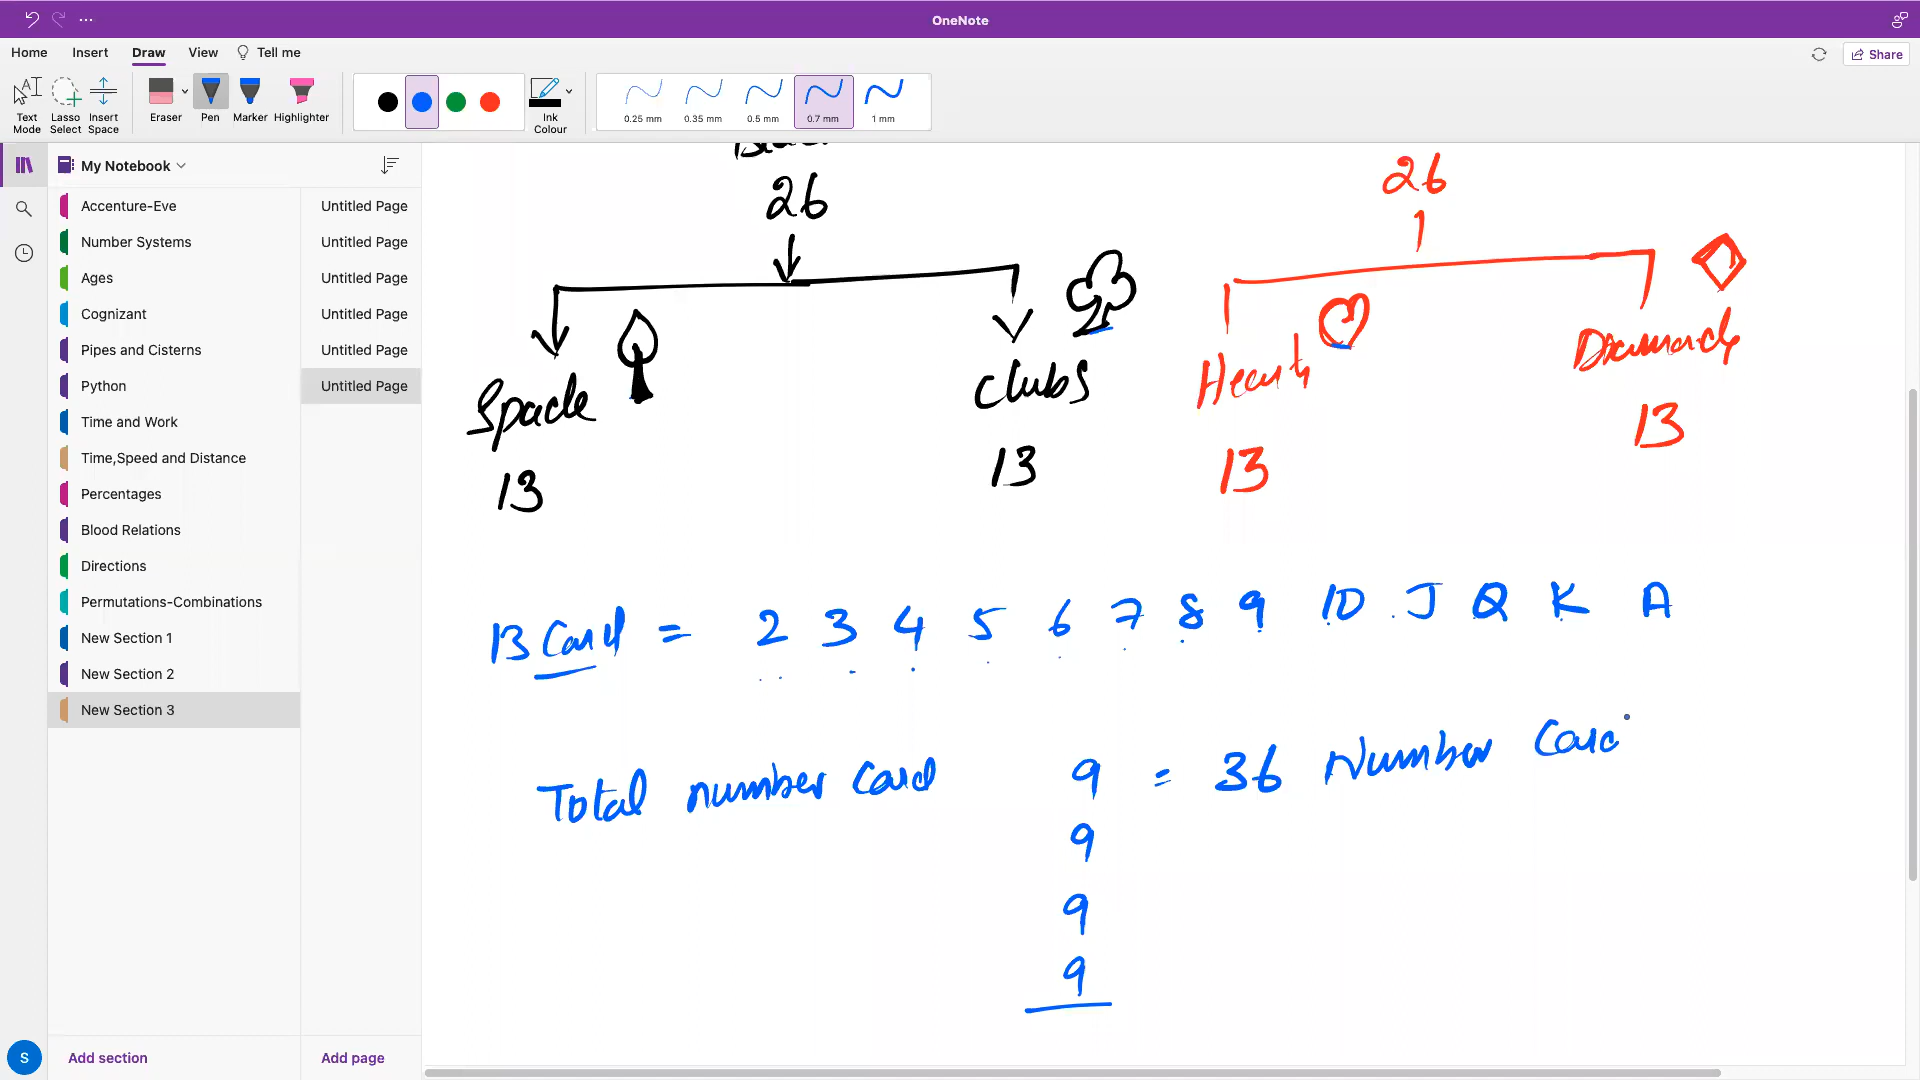 OneNote
Home Insert Draw View Tell me
Share
Text Mode
Lasso Select
Insert Space
Eraser
Pen
Marker
Highlighter
Ink Colour
0.25 mm
0.35 mm
0.5 mm
0.7 mm
1 mm
My Notebook
Accenture-Eve
Number Systems
Ages
Cognizant
Pipes and Cisterns
Python
Time and Work
Time,Speed and Distance
Percentages
Blood Relations
Directions
Permutations-Combinations
New Section 1
New Section 2
New Section 3
Untitled Page
Untitled Page
Untitled Page
Untitled Page
Untitled Page
Untitled Page
S
Add section
Add page
26
26
Spade
Clubs
Hearts
Diamonds
13
13
13
13
13 Card = 2 3 4 5 6 7 8 9 10 J Q K A
Total number Card 9 = 36 Number Carc
9
9
9